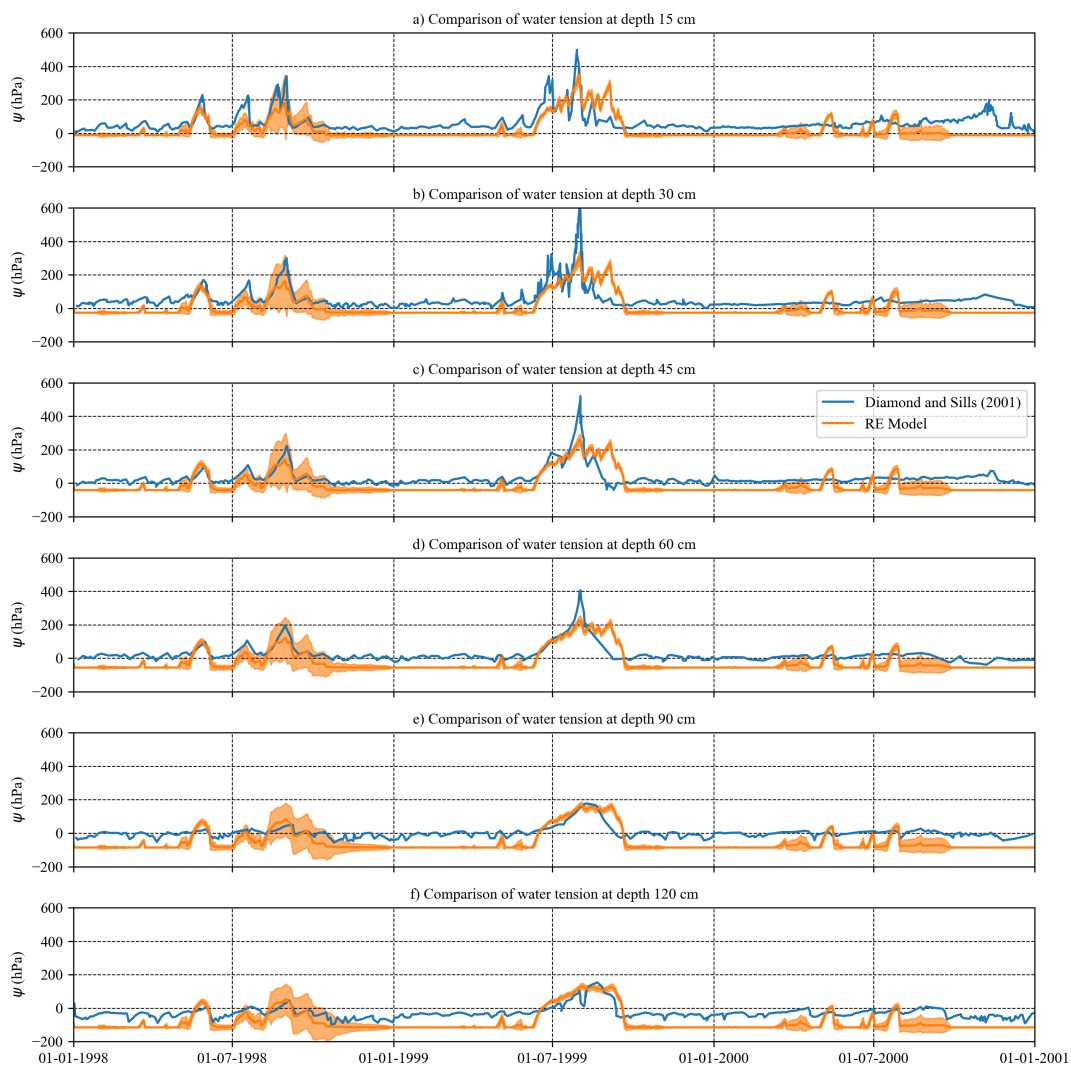 a) Comparison of water tension at depth 15 cm
600
400
200
0
−200
ψ (hPa)
b) Comparison of water tension at depth 30 cm
600
400
200
0
−200
ψ (hPa)
c) Comparison of water tension at depth 45 cm
600
400
200
0
−200
ψ (hPa)
Diamond and Sills (2001)
RE Model
d) Comparison of water tension at depth 60 cm
600
400
200
0
−200
ψ (hPa)
e) Comparison of water tension at depth 90 cm
600
400
200
0
−200
ψ (hPa)
f) Comparison of water tension at depth 120 cm
600
400
200
0
−200
ψ (hPa)
01-01-1998 01-07-1998 01-01-1999 01-07-1999 01-01-2000 01-07-2000 01-01-2001